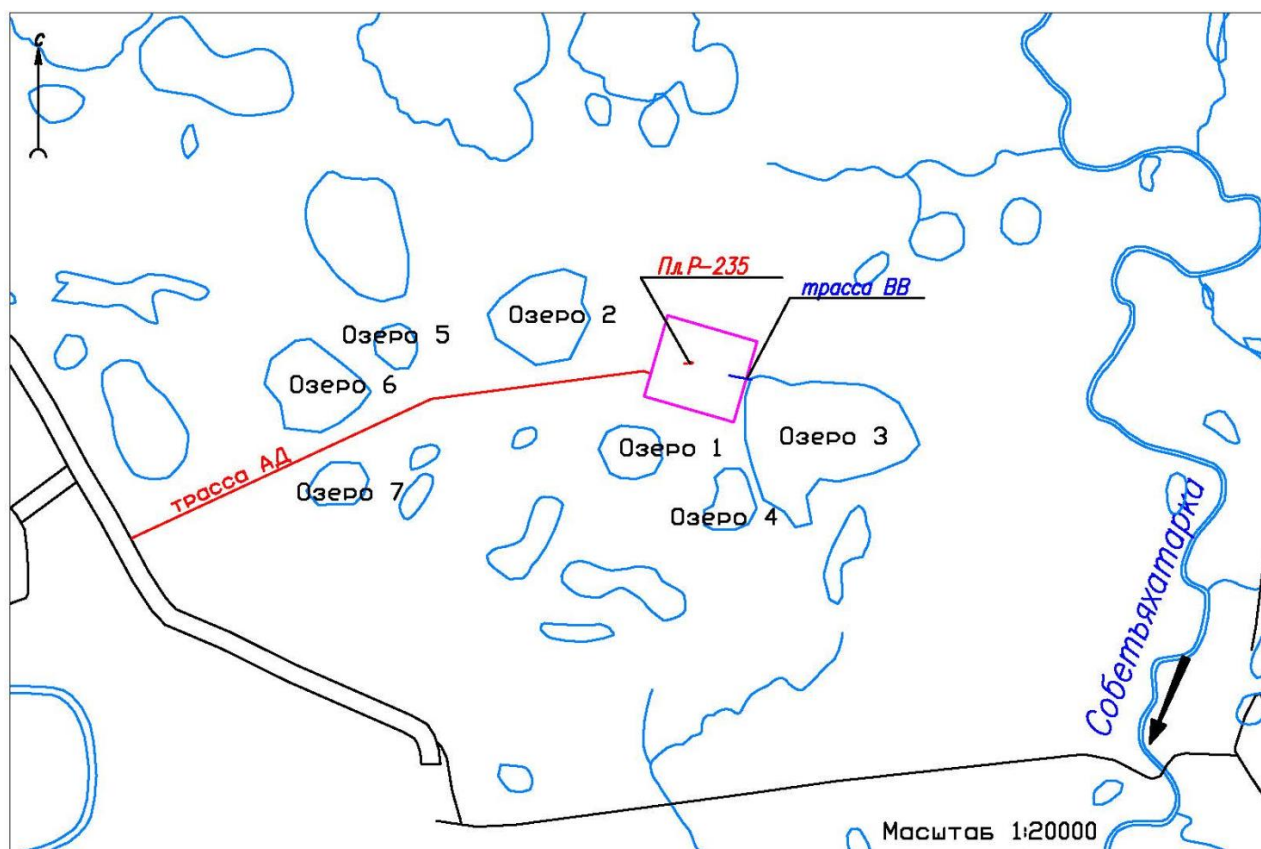 с
Пл.Р-235
трасса ВВ
Озеро 2
Озеро 5
Озеро 6
Озеро 3
Озеро 1
трасса АД
Озеро 7
Озеро 4
Собетьяхатарка
Масштаб 1:20000